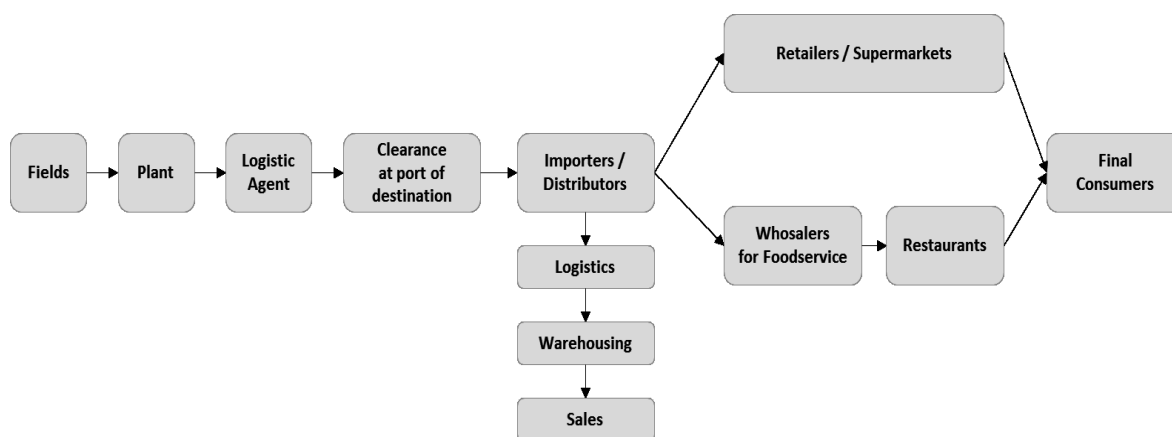 Retailers / Supermarkets
Fields
Plant
Logistic
Agent
Clearance
at port of
destination
Importers /
Distributors
Final
Consumers
Whosalers
for Foodservice
Restaurants
Logistics
Warehousing
Sales